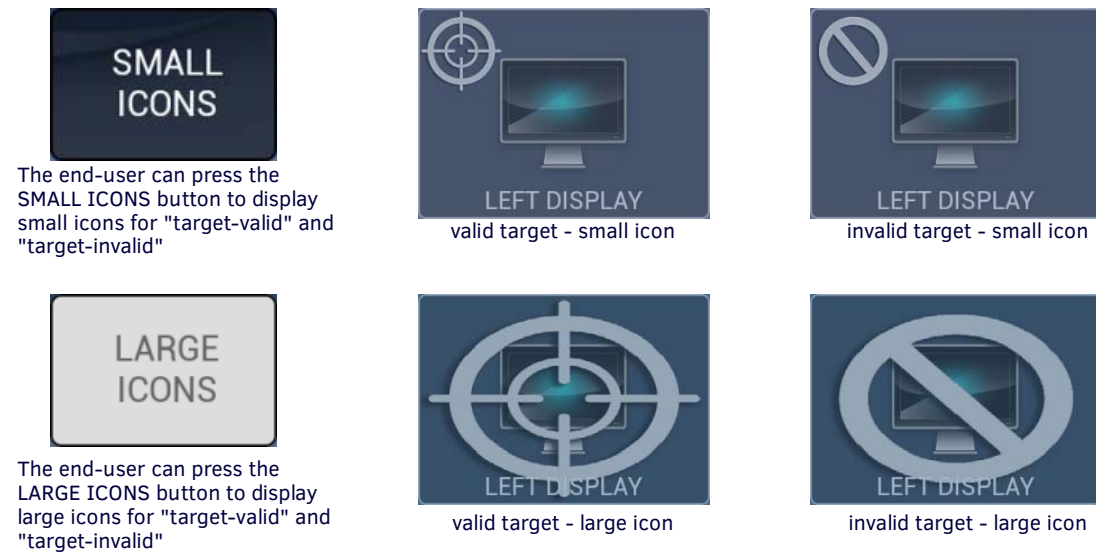 SMALL
ICONS
The end-user can press the
SMALL ICONS button to display
small icons for "target-valid" and
"target-invalid"
LEFT DISPLAY
valid target - small icon
LEFT DISPLAY
invalid target - small icon
LARGE
ICONS
The end-user can press the
LARGE ICONS button to display
large icons for "target-valid" and
"target-invalid"
LEFT DISPLAY
valid target - large icon
LEFT DISPLAY
invalid target - large icon